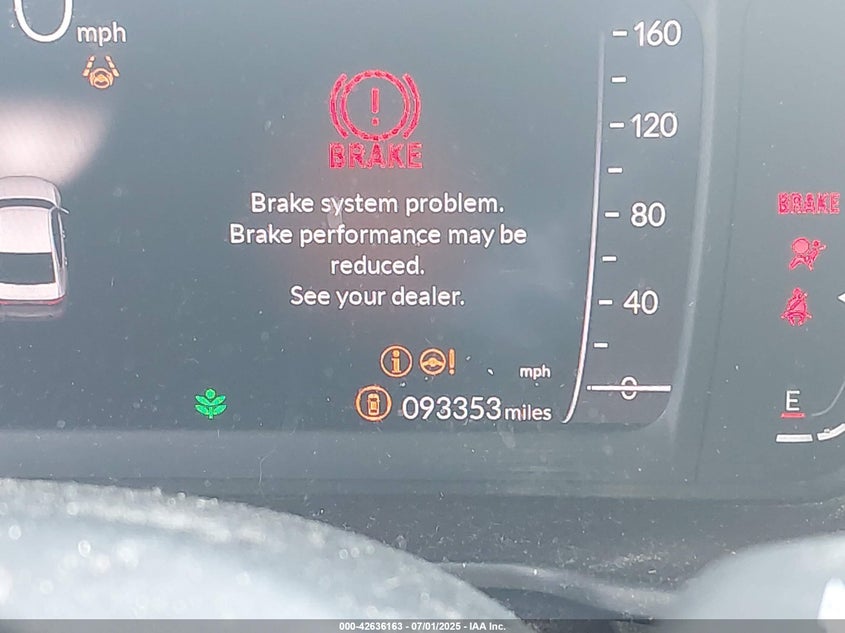 0 mph
160
BRAKE
120
BRAKE
Brake system problem.
80
Brake performance may be
reduced.
See your dealer.
40
mph
0
093353 miles
E
000-42636163 - 07/01/2025 - IAA Inc.